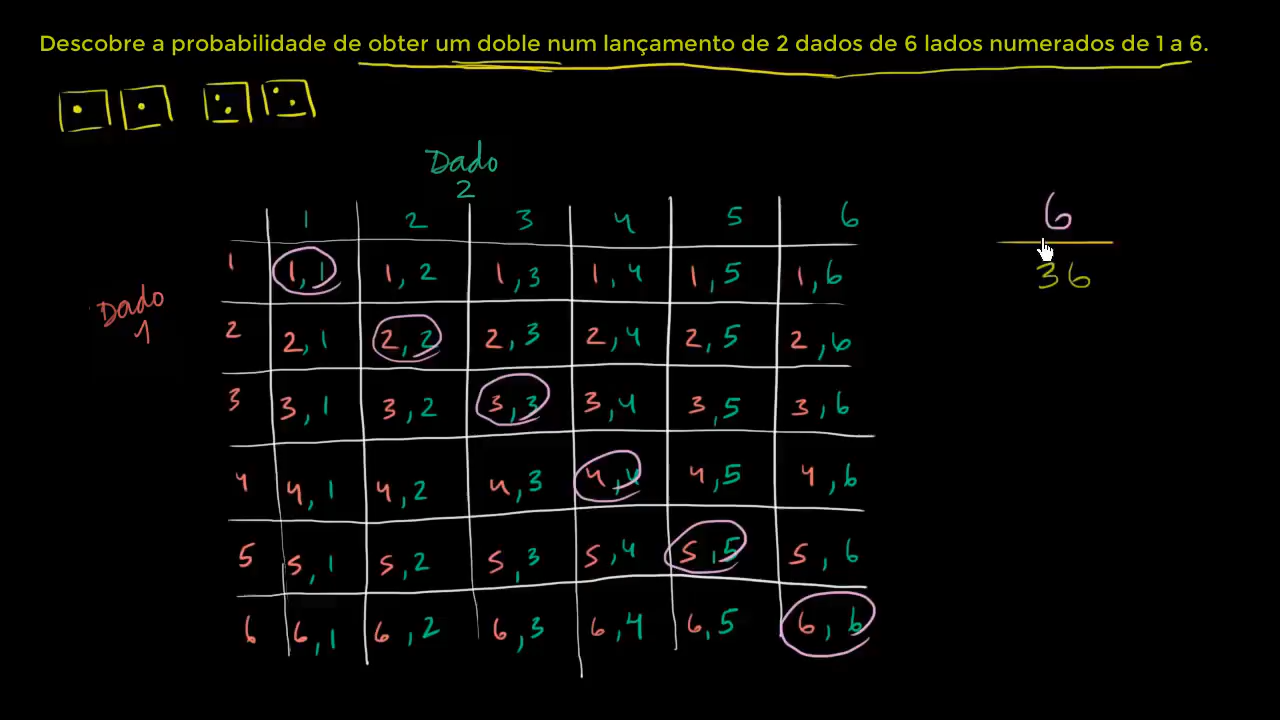 Descobre a probabilidade de obter um doble num lançamento de 2 dados de 6 lados numerados de 1 a 6.
Dado
2
1 2 3 4 5 6
Dado
1
1 1,1 1,2 1,3 1,4 1,5 1,6
2 2,1 2,2 2,3 2,4 2,5 2,6
3 3,1 3,2 3,3 3,4 3,5 3,6
4 4,1 4,2 4,3 4,4 4,5 4,6
5 5,1 5,2 5,3 5,4 5,5 5,6
6 6,1 6,2 6,3 6,4 6,5 6,6
6
36